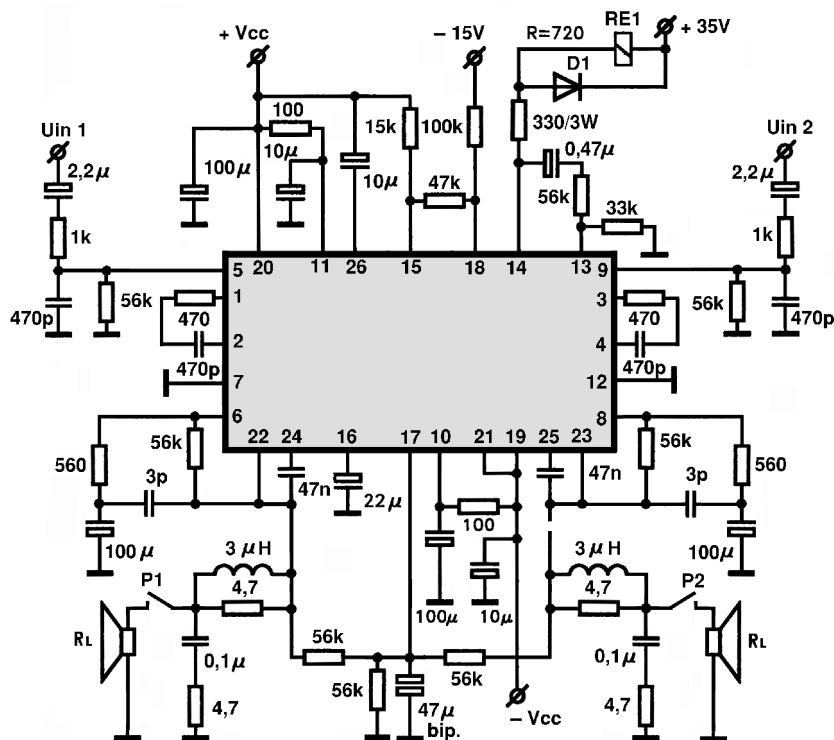 + Vcc
– 15V
R=720
RE1
+ 35V
D1
Uin 1
100
15k
100k
330/3W
Uin 2
2,2µ
100µ
10µ
10µ
0,47µ
2,2µ
47k
56k
33k
1k
1k
5
20
11
26
15
18
14
13
9
470p
56k
1
470
3
470
56k
470p
2
470p
4
470p
7
12
6
8
22
24
16
17
10
21
19
25
23
560
56k
56k
560
3p
47n
22µ
100
47n
3p
100µ
3µH
3µH
100µ
P1
4,7
100µ
10µ
4,7
P2
RL
0,1µ
56k
56k
0,1µ
RL
56k
4,7
47µ
bip.
– Vcc
4,7